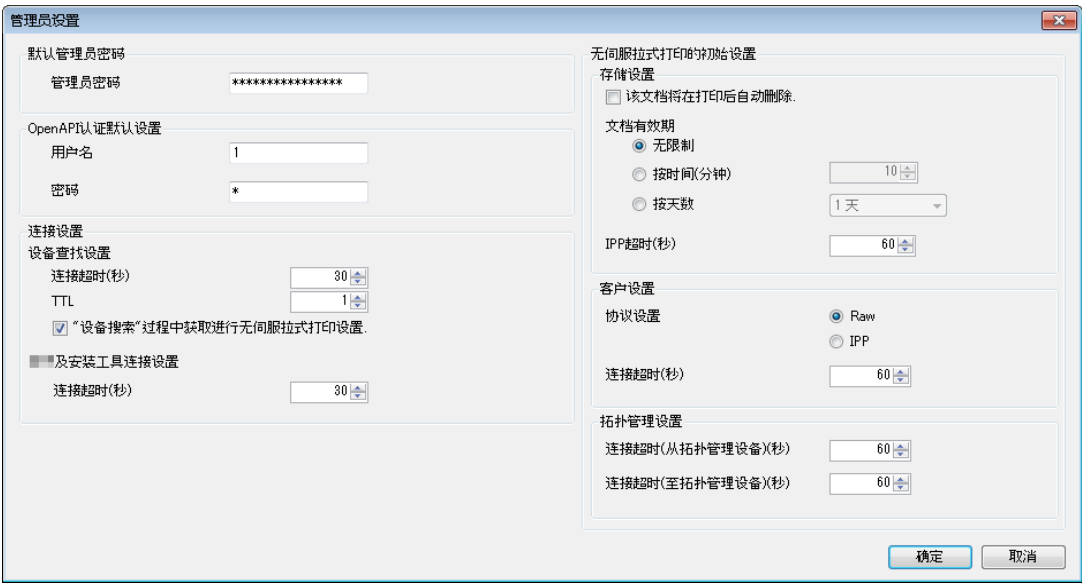 管理员设置
默认管理员密码
管理员密码 ****************
OpenAPI认证默认设置
用户名 1
密码 *
连接设置
设备查找设置
连接超时(秒) 30
TTL 1
"设备搜索"过程中获取进行无伺服拉式打印设置.
及安装工具连接设置
连接超时(秒) 30
无伺服拉式打印的初始设置
存储设置
该文档将在打印后自动删除.
文档有效期
无限制
按时间(分钟) 10
按天数 1 天
IPP超时(秒) 60
客户设置
协议设置 Raw
IPP
连接超时(秒) 60
拓扑管理设置
连接超时(从拓扑管理设备)(秒) 60
连接超时(至拓扑管理设备)(秒) 60
确定 取消